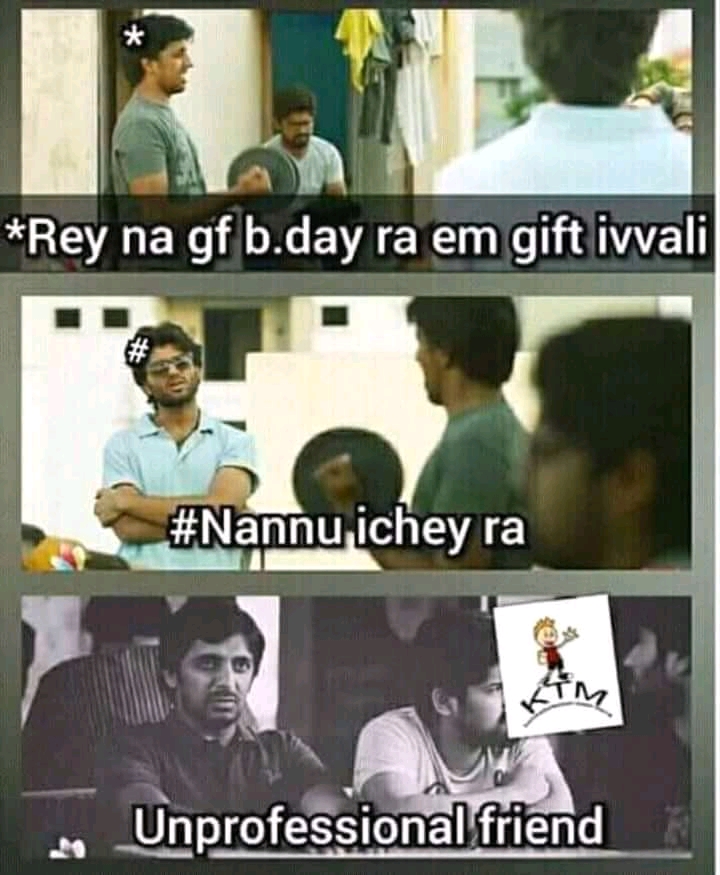 *
*Rey na gf b.day ra em gift ivvali
#
#Nannu ichey ra
KTM
Unprofessional friend